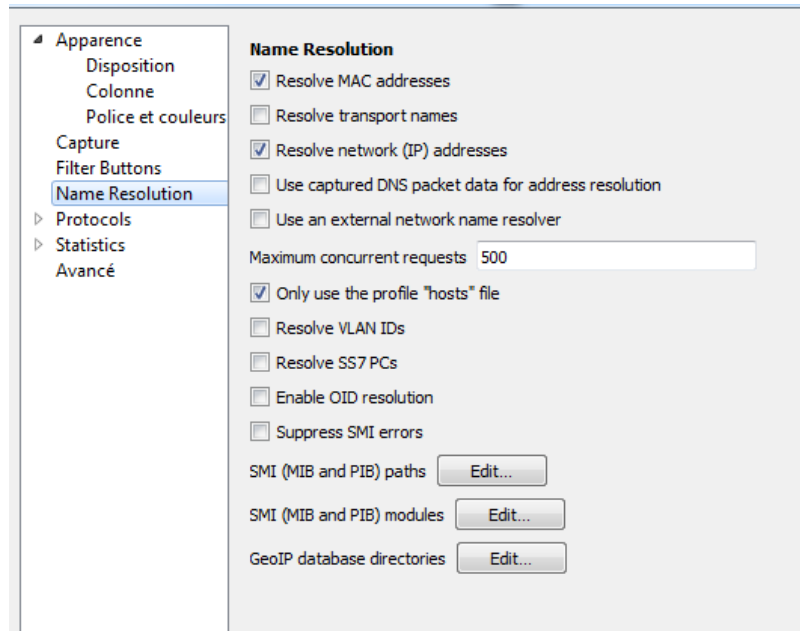 Apparence
Disposition
Colonne
Police et couleurs
Capture
Filter Buttons
Name Resolution
Protocols
Statistics
Avancé
Name Resolution
Resolve MAC addresses
Resolve transport names
Resolve network (IP) addresses
Use captured DNS packet data for address resolution
Use an external network name resolver
Maximum concurrent requests 500
Only use the profile "hosts" file
Resolve VLAN IDs
Resolve SS7 PCs
Enable OID resolution
Suppress SMI errors
SMI (MIB and PIB) paths Edit...
SMI (MIB and PIB) modules Edit...
GeoIP database directories Edit...